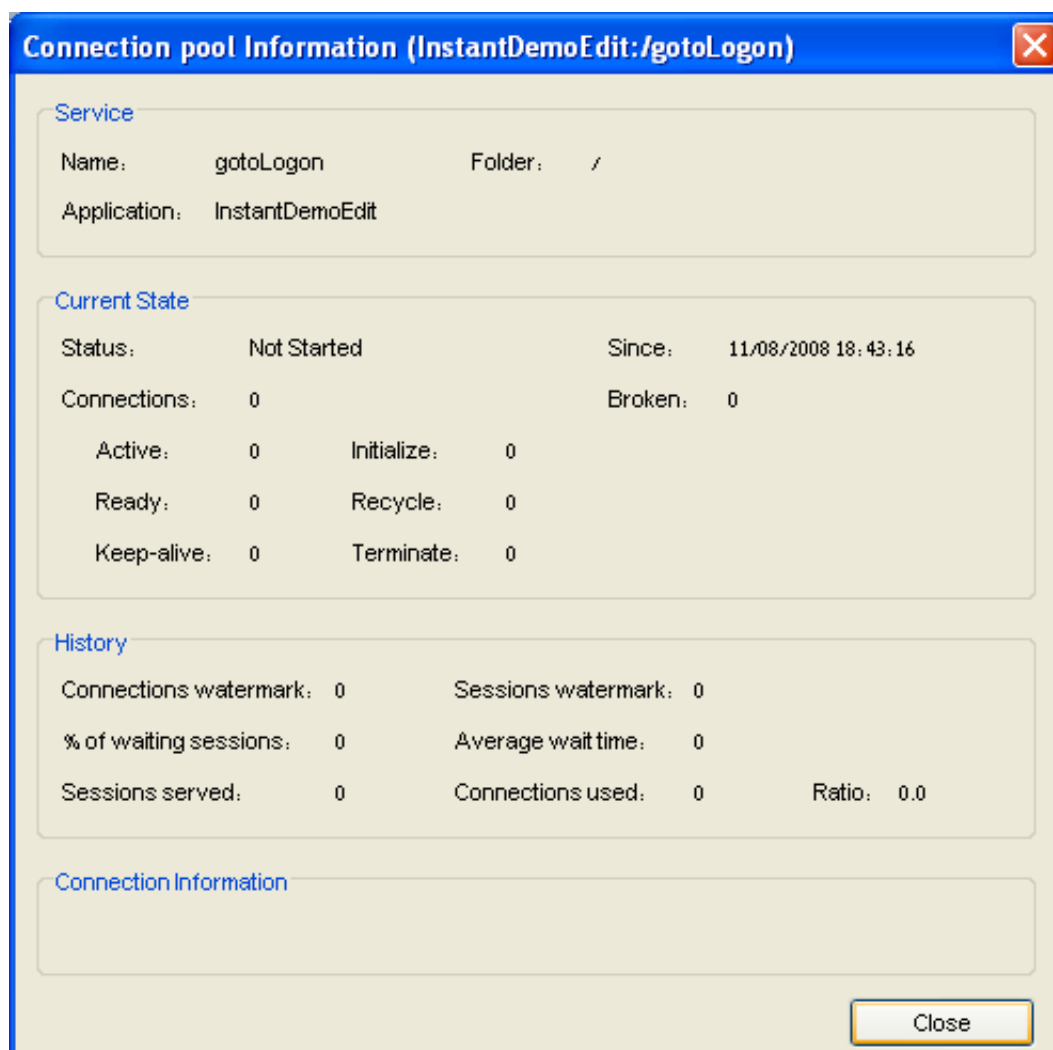 Connection pool Information (InstantDemoEdit:/gotoLogon)
Service
Name: gotoLogon Folder: /
Application: InstantDemoEdit
Current State
Status: Not Started Since: 11/08/2008 18:43:16
Connections: 0 Broken: 0
Active: 0 Initialize: 0
Ready: 0 Recycle: 0
Keep-alive: 0 Terminate: 0
History
Connections watermark: 0 Sessions watermark: 0
% of waiting sessions: 0 Average wait time: 0
Sessions served: 0 Connections used: 0 Ratio: 0.0
Connection Information
Close